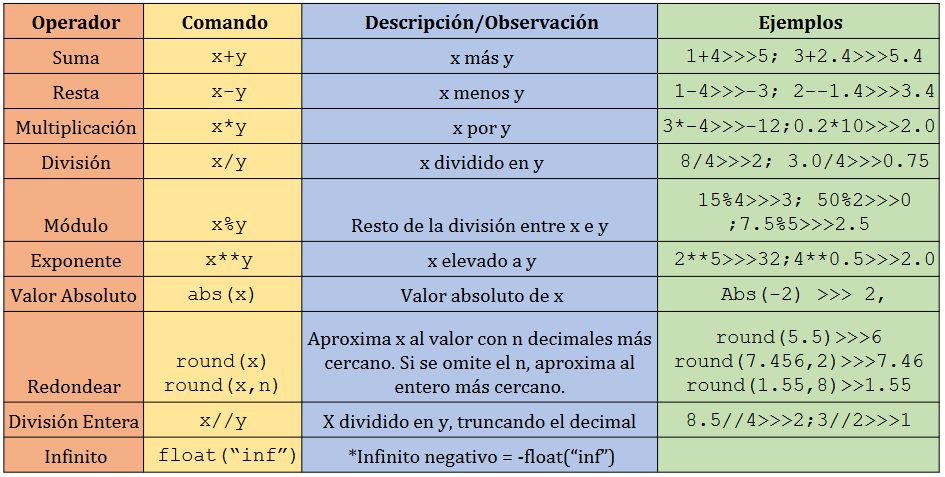 Operador Comando Descripción/Observación Ejemplos
Suma x+y x más y 1+4>>>5; 3+2.4>>>5.4
Resta x-y x menos y 1-4>>>-3; 2--1.4>>>3.4
Multiplicación x*y x por y 3*-4>>>-12;0.2*10>>>2.0
División x/y x dividido en y 8/4>>>2; 3.0/4>>>0.75
Módulo x%y Resto de la división entre x e y 15%4>>>3; 50%2>>>0
;7.5%5>>>2.5
Exponente x**y x elevado a y 2**5>>>32;4**0.5>>>2.0
Valor Absoluto abs(x) Valor absoluto de x Abs(-2) >>> 2,
Redondear round(x)
round(x,n)
Aproxima x al valor con n decimales más
cercano. Si se omite el n, aproxima al
entero más cercano.
round(5.5)>>>6
round(7.456,2)>>>7.46
round(1.55,8)>>1.55
División Entera x//y X dividido en y, truncando el decimal 8.5//4>>>2;3//2>>>1
Infinito float(“inf”) *Infinito negativo = -float(“inf”)